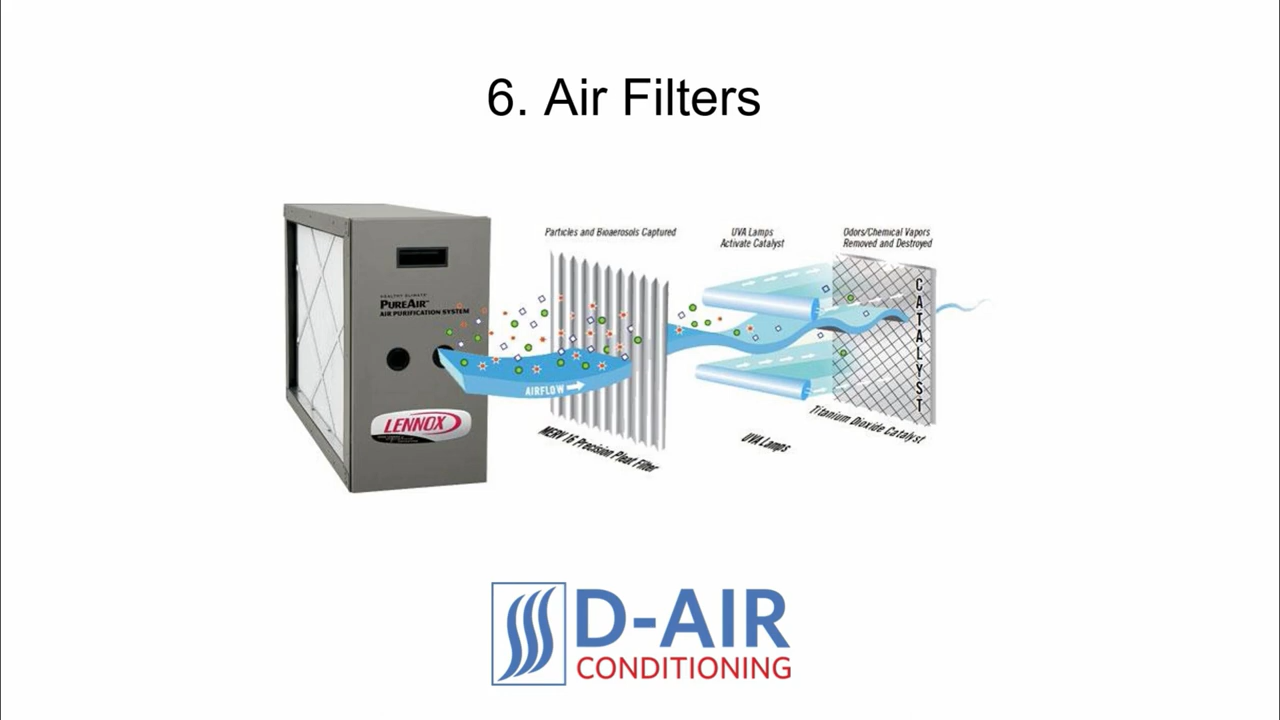 6. Air Filters
Particles and Bioaerosols Captured
UVA Lamps
Activate Catalyst
Odors/Chemical Vapors
Removed and Destroyed
HEALTHY CLIMATE
PUREAIR™
AIR PURIFICATION SYSTEM
LENNOX
AIRFLOW
MERV 16 Precision Pleat Filter
UVA Lamps
CATALYST
Titanium Dioxide Catalyst
D-AIR
CONDITIONING